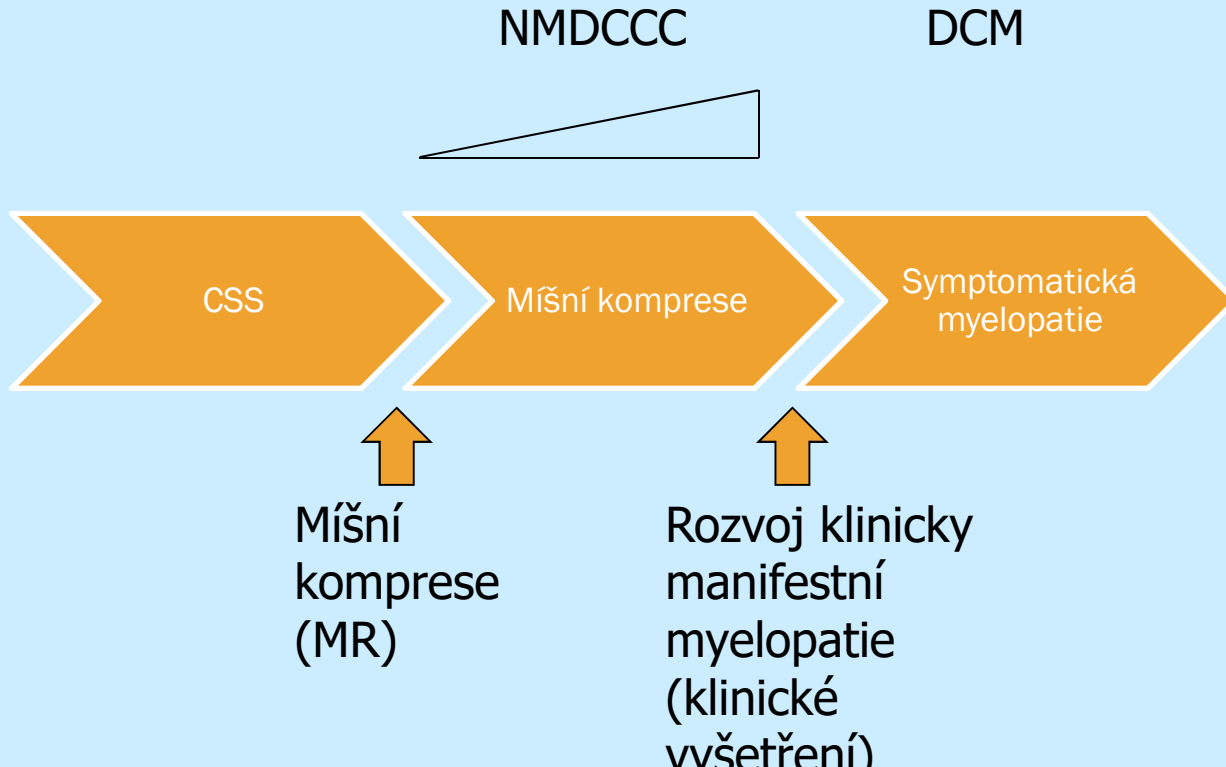 NMDCCC
DCM
CSS
Míšní komprese
Symptomatická
myelopatie
Míšní
komprese
(MR)
Rozvoj klinicky
manifestní
myelopatie
(klinické
vyšetření)